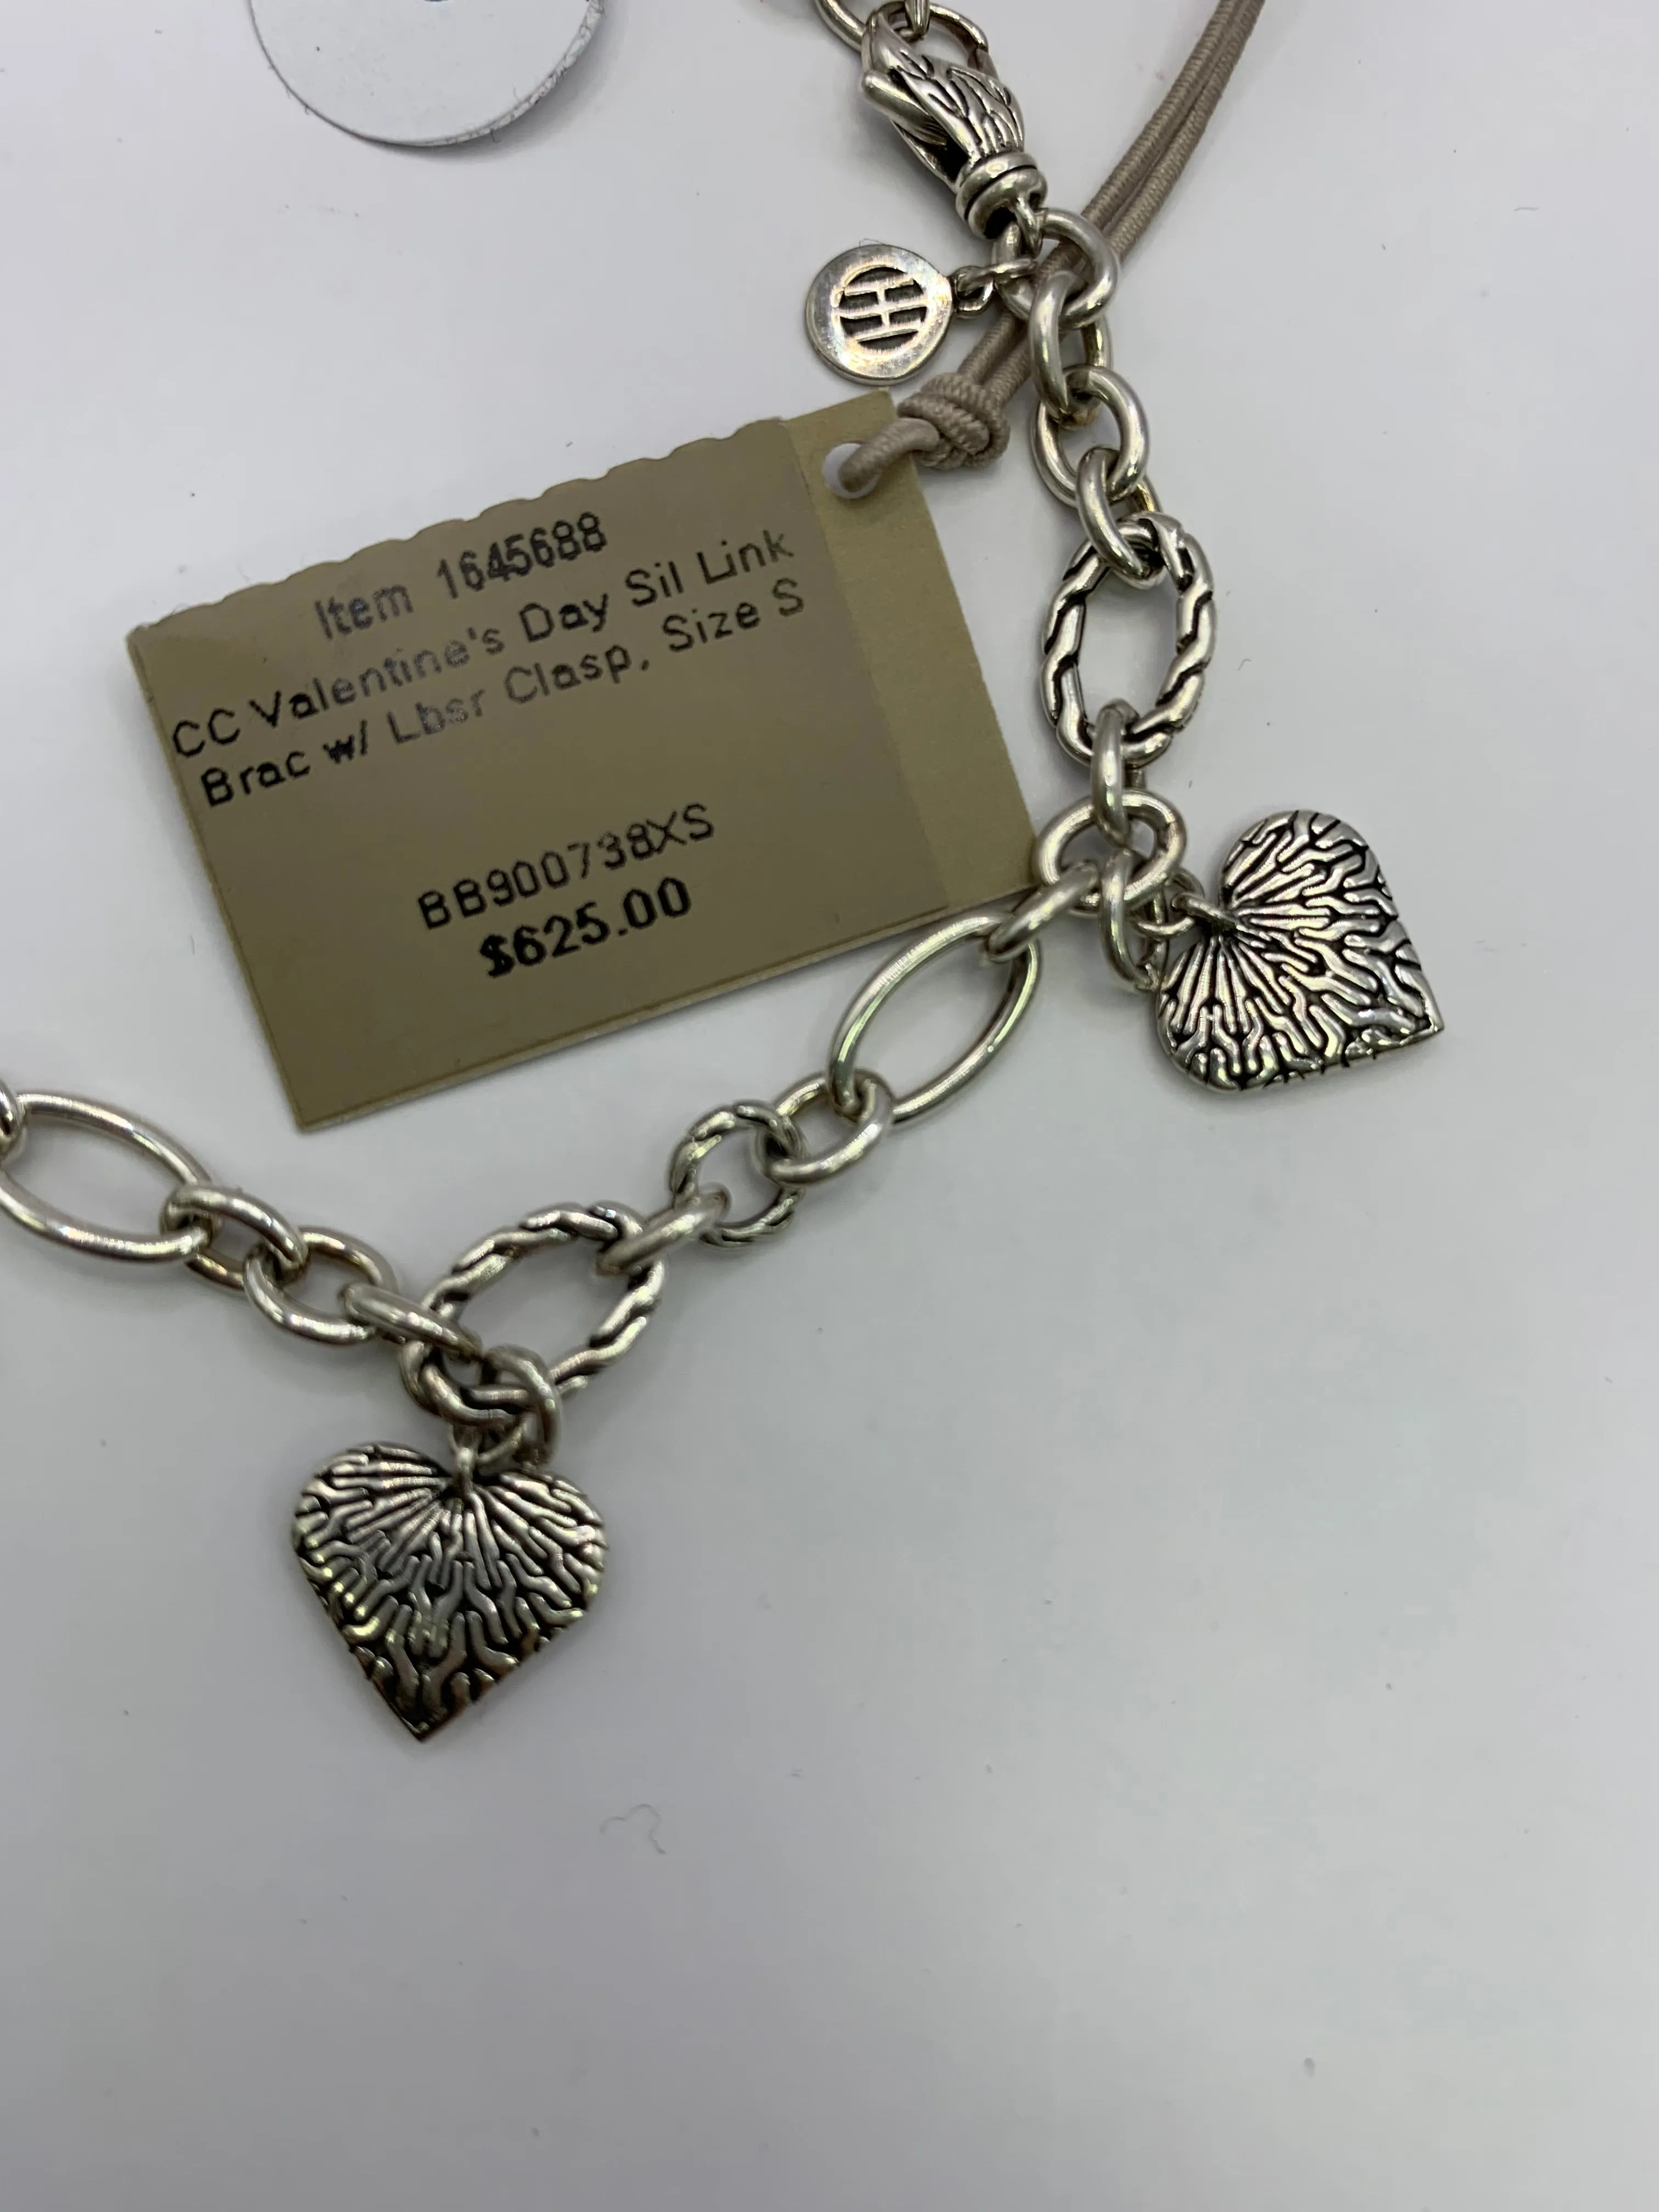 Item 1645688
CC Valentine's Day Sil Link
Brac w/ Lbsr Clasp, Size S
BB900738XS
$625.00